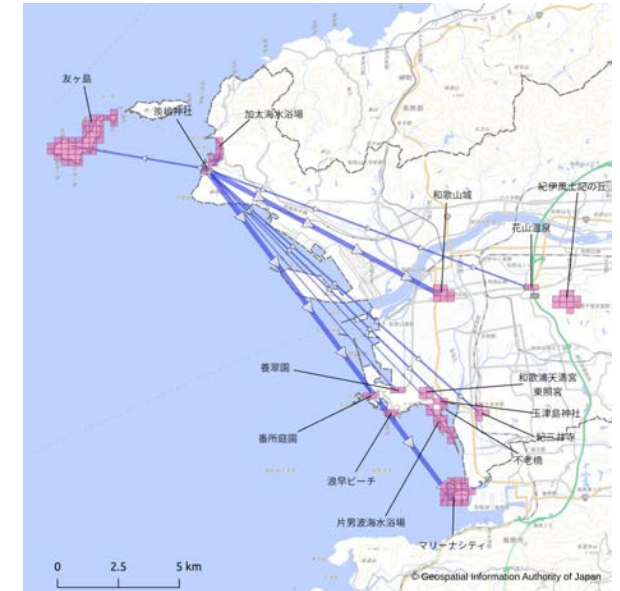 友ヶ島
淡嶋神社
加太海水浴場
和歌山城
紀伊風土記の丘
花山温泉
養翠園
和歌浦天満宮
東照宮
玉津島神社
番所庭園
紀三井寺
不老橋
浪早ビーチ
片男波海水浴場
マリーナシティ
0 2.5 5 km
© Geospatial Information Authority of Japan